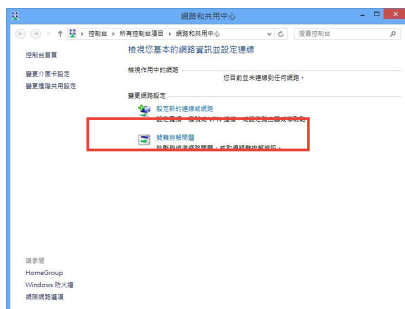 網路和共用中心
控制台 › 所有控制台項目 › 網路和共用中心
搜尋控制台
控制台首頁
變更介面卡設定
變更進階共用設定
檢視您基本的網路資訊並設定連線
檢視作用中的網路
您目前並未連線到任何網路。
變更網路設定
設定新的連線或網路
疑難排解問題
請參閱
HomeGroup
Windows 防火牆
網際網路選項